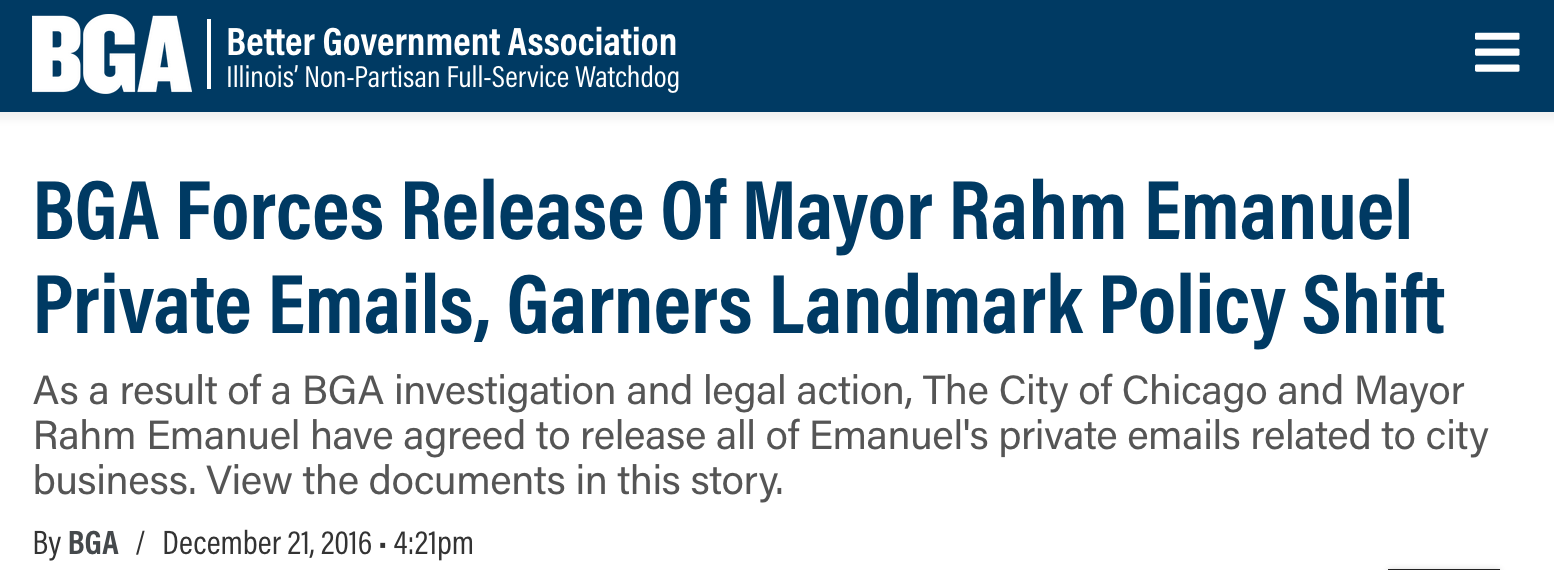 BGA
Better Government Association
Illinois' Non-Partisan Full-Service Watchdog
BGA Forces Release Of Mayor Rahm Emanuel
Private Emails, Garners Landmark Policy Shift
As a result of a BGA investigation and legal action, The City of Chicago and Mayor
Rahm Emanuel have agreed to release all of Emanuel's private emails related to city
business. View the documents in this story.
By BGA / December 21, 2016 • 4:21pm